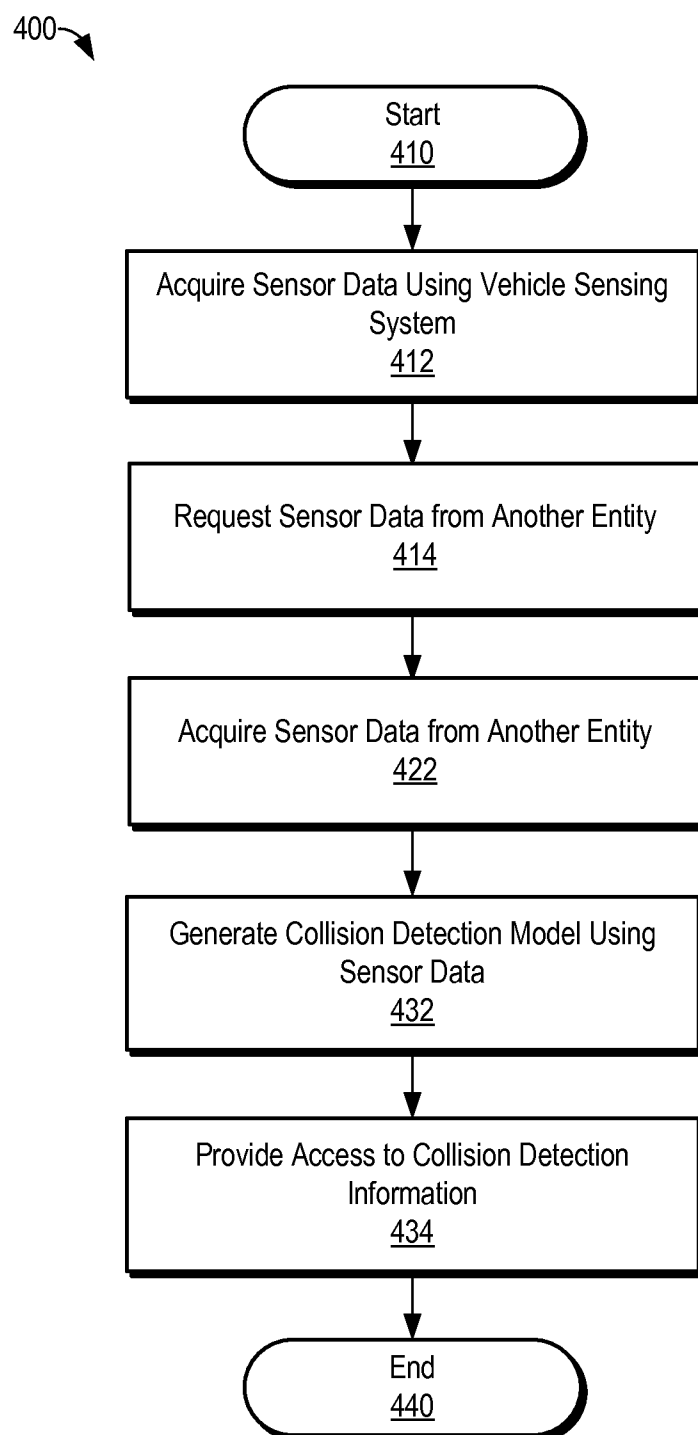 400
Start
410
Acquire Sensor Data Using Vehicle Sensing
System
412
Request Sensor Data from Another Entity
414
Acquire Sensor Data from Another Entity
422
Generate Collision Detection Model Using
Sensor Data
432
Provide Access to Collision Detection
Information
434
End
440